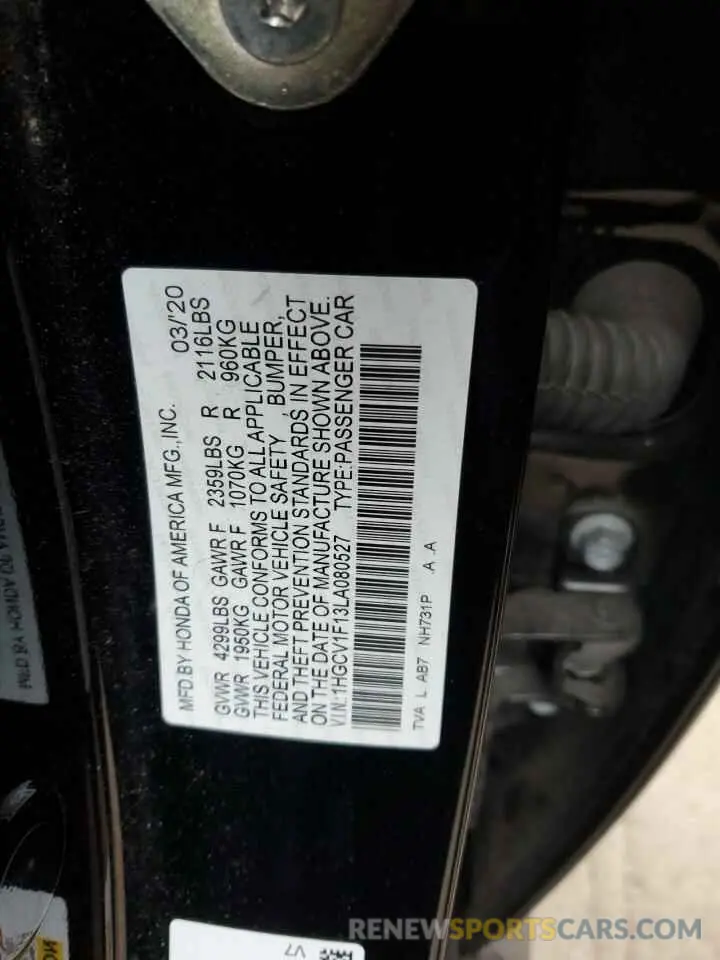 MFD.BY HONDA OF AMERICA MFG.,INC. 03/'20
GVWR 4299LBS GAWR F 2359LBS R 2116LBS
GVWR 1950KG GAWR F 1070KG R 960KG
THIS VEHICLE CONFORMS TO ALL APPLICABLE
FEDERAL MOTOR VEHICLE SAFETY , BUMPER,
AND THEFT PREVENTION STANDARDS IN EFFECT
ON THE DATE OF MANUFACTURE SHOWN ABOVE.
VIN:1HGCV1F13LA080527 TYPE:PASSENGER CAR
TVA L AB7 NH731P .A .A
RENEWSPORTSCARS.COM